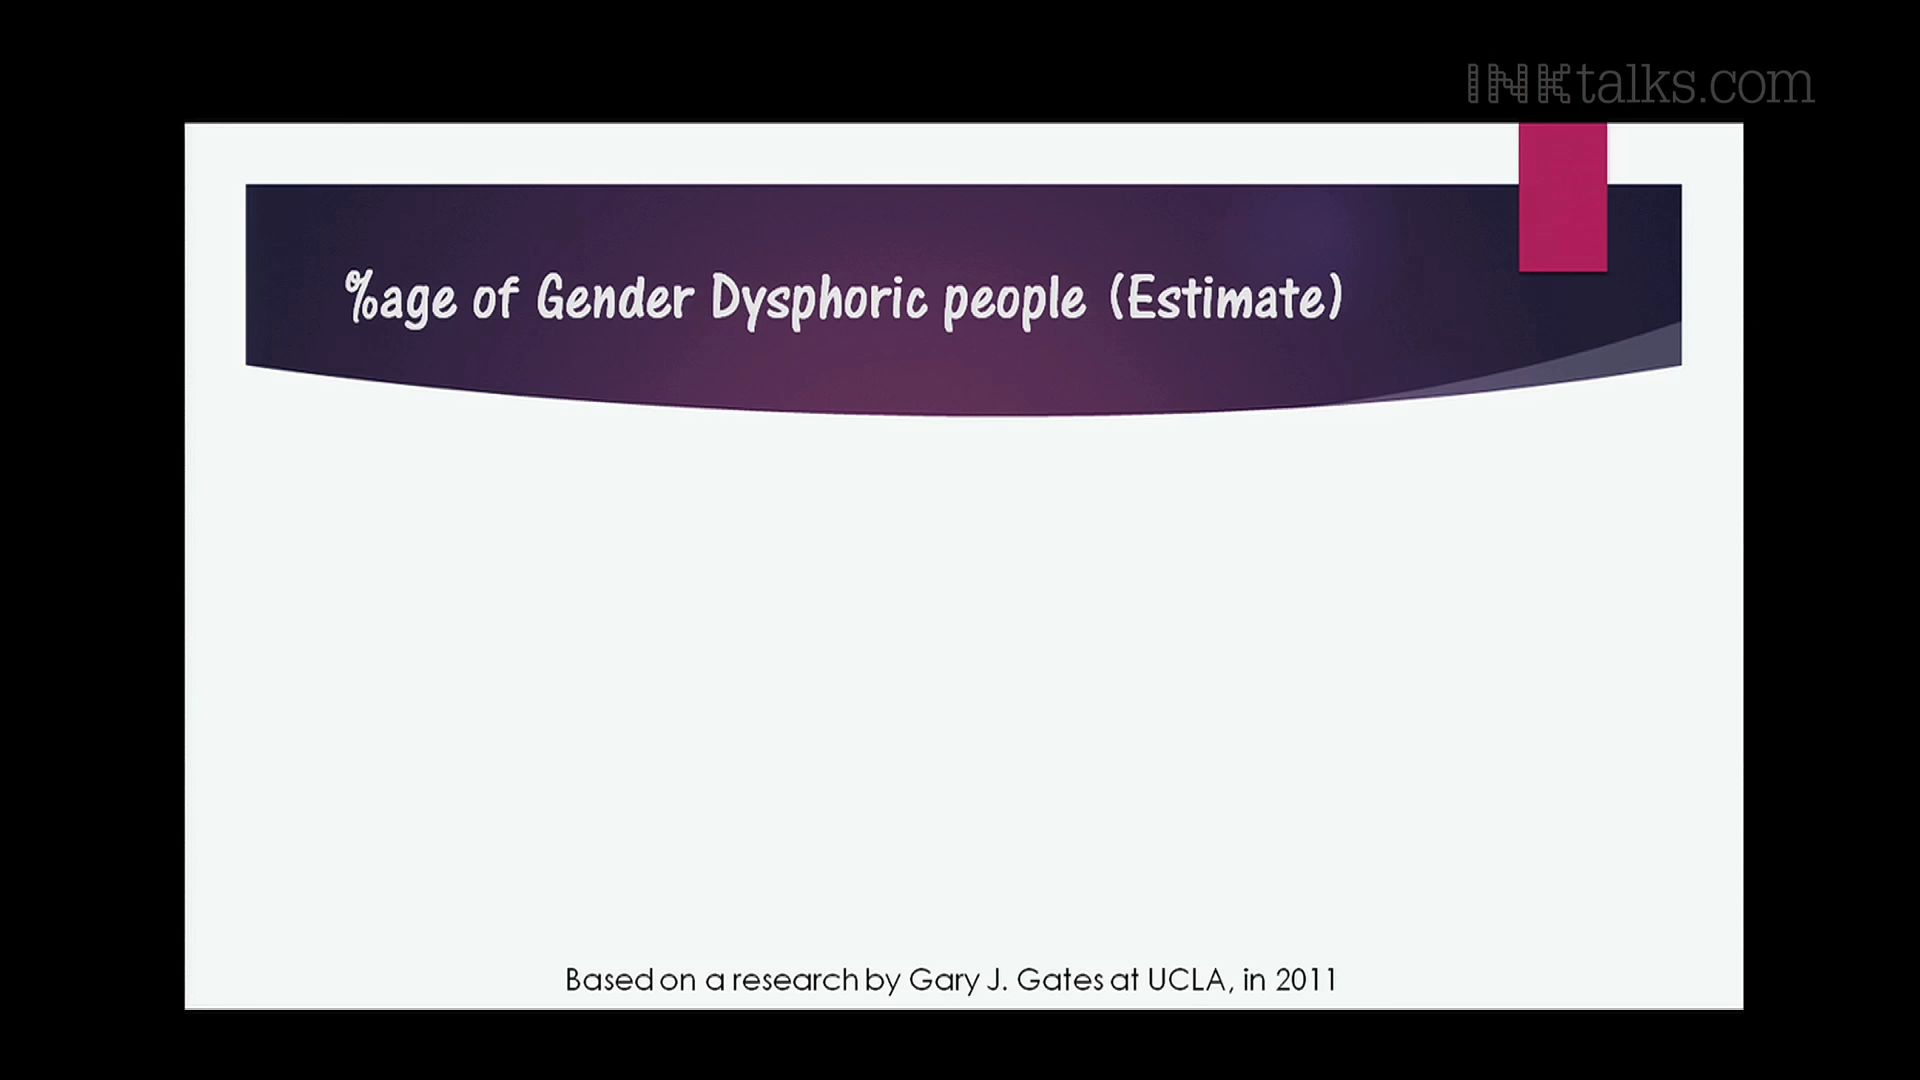 INKtalks.com
%age of Gender Dysphoric people (Estimate)
Based on a research by Gary J. Gates at UCLA, in 2011